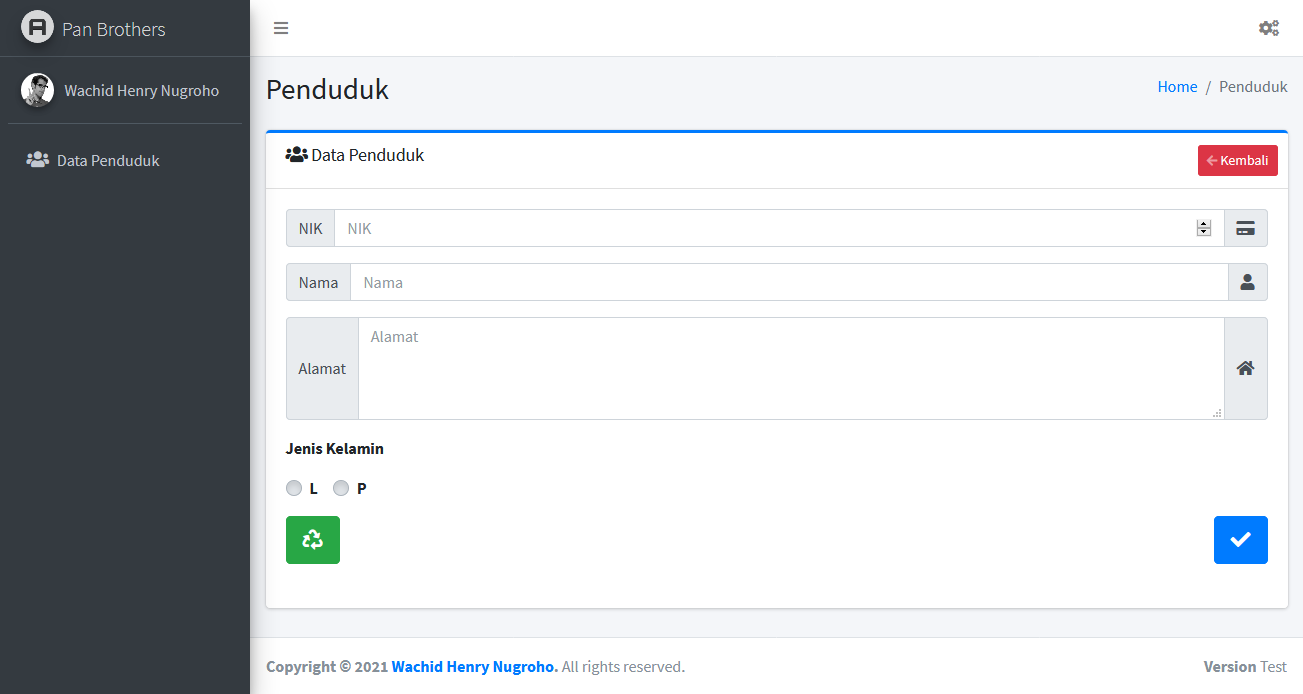 Pan Brothers
Wachid Henry Nugroho
Data Penduduk
Penduduk
Home / Penduduk
Data Penduduk
Kembali
NIK NIK
Nama Nama
Alamat Alamat
Jenis Kelamin
L P
Copyright © 2021 Wachid Henry Nugroho. All rights reserved.
Version Test